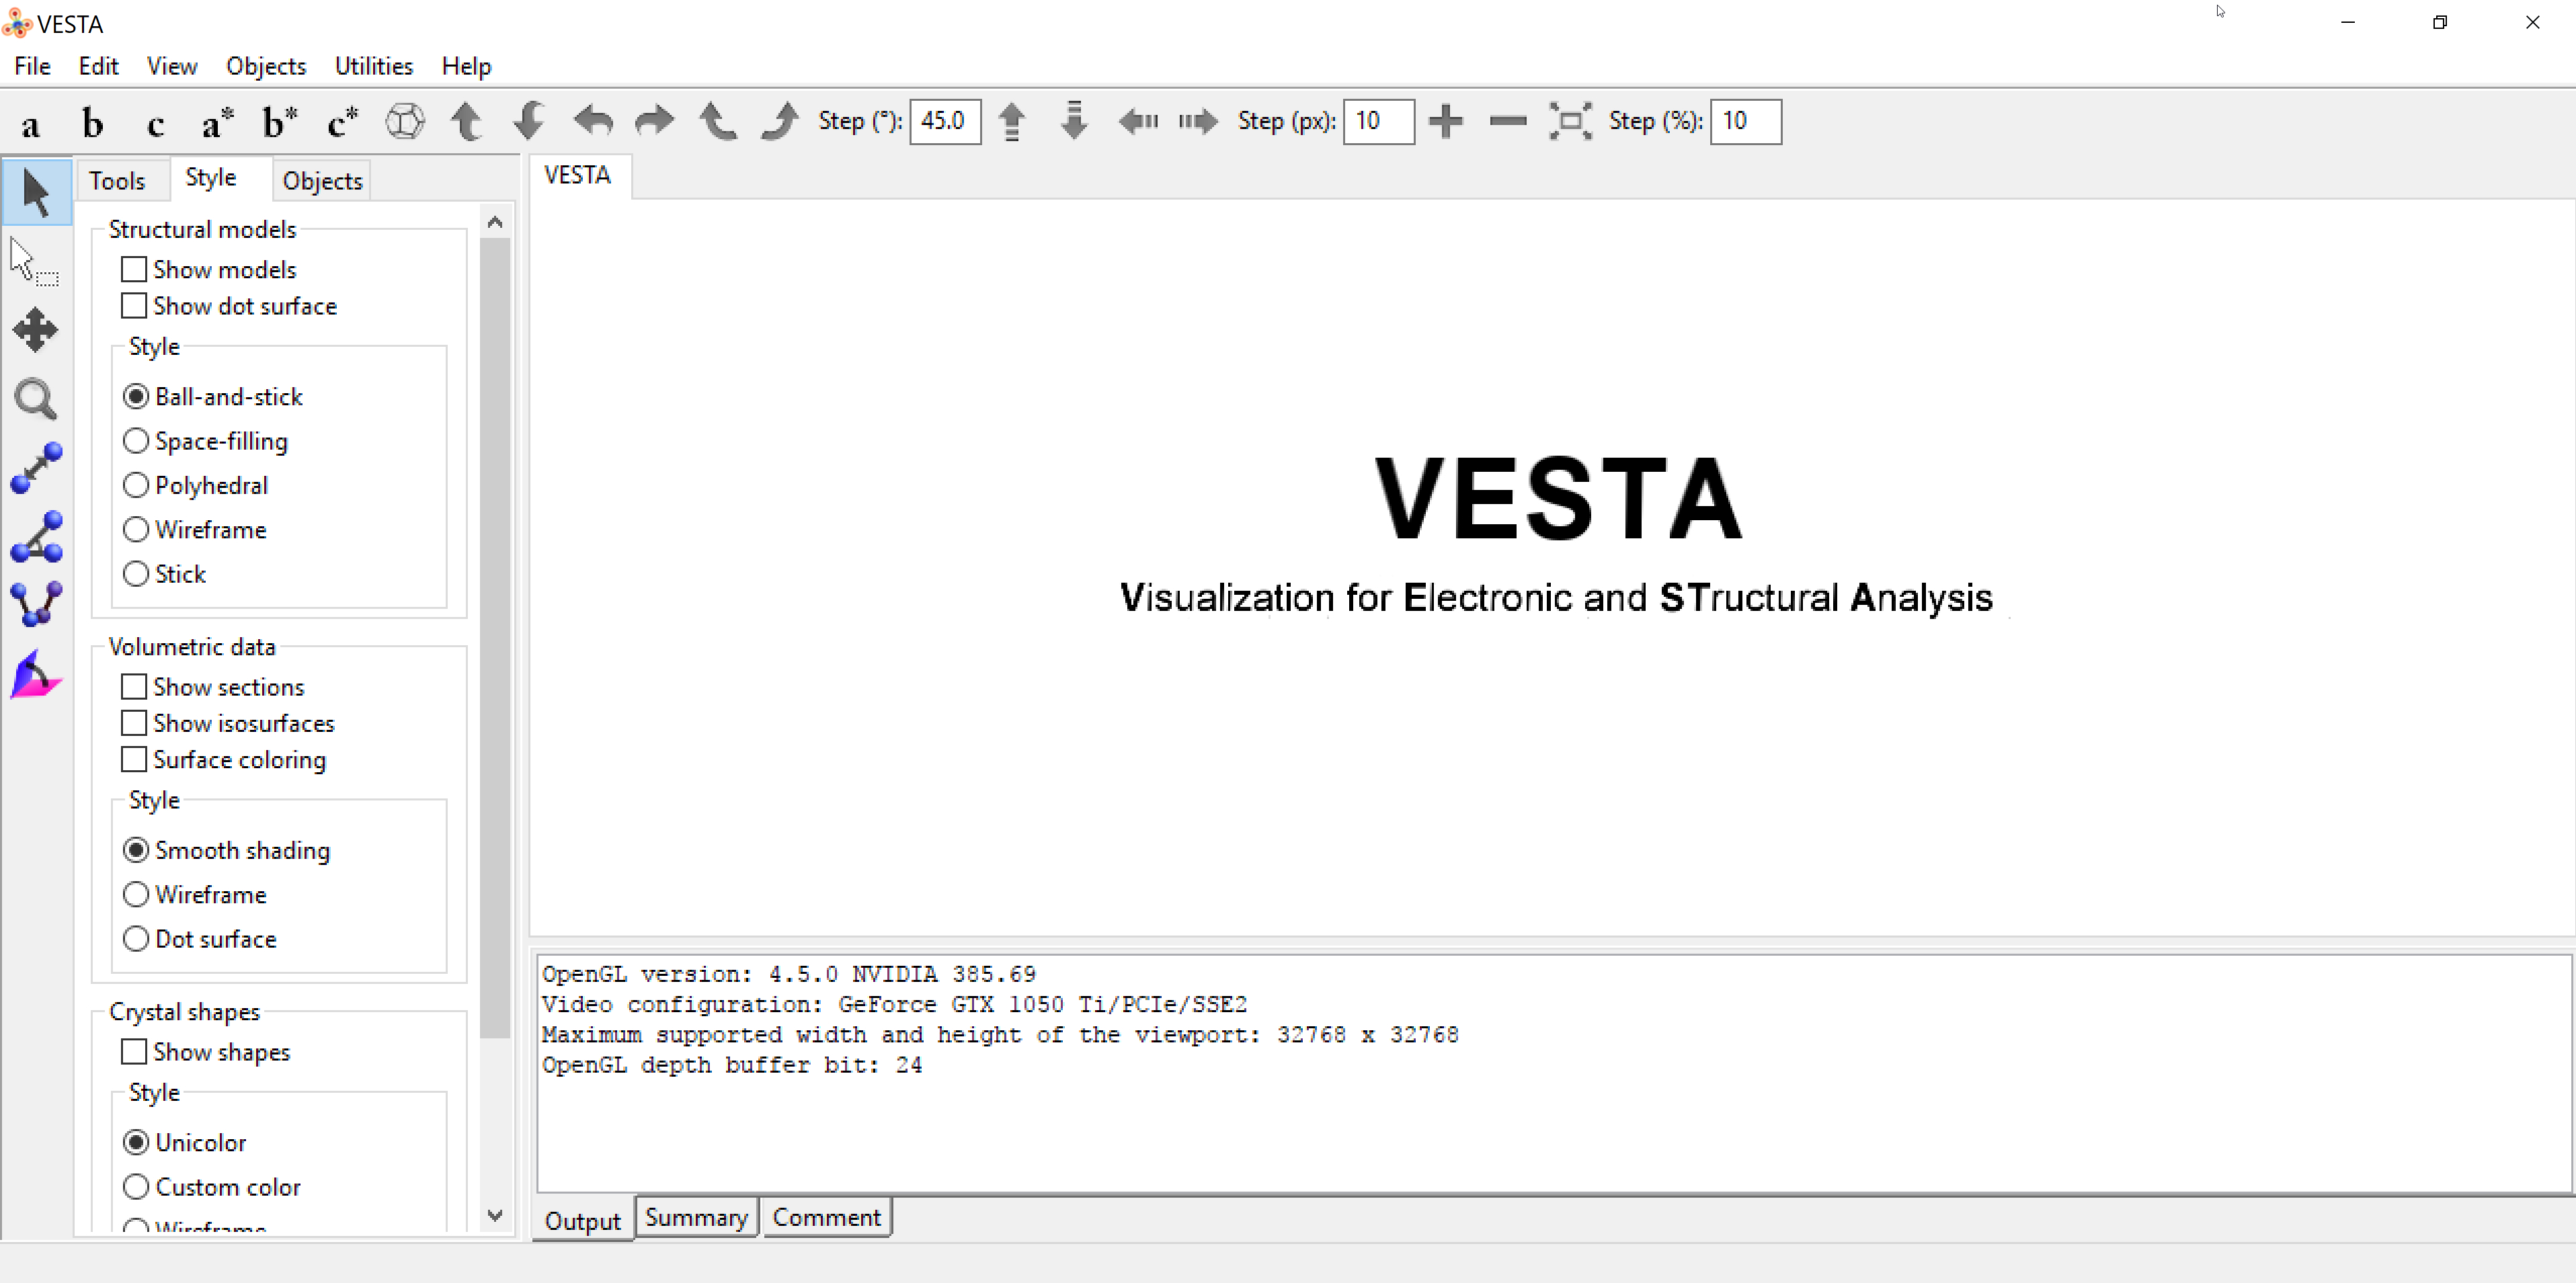 VESTA
File Edit View Objects Utilities Help
a b c a* b* c* Step (°): 45.0 Step (px): 10 Step (%): 10
Tools Style Objects
VESTA
Structural models
Show models
Show dot surface
Style
Ball-and-stick
Space-filling
Polyhedral
Wireframe
Stick
Volumetric data
Show sections
Show isosurfaces
Surface coloring
Style
Smooth shading
Wireframe
Dot surface
Crystal shapes
Show shapes
Style
Unicolor
Custom color
Wireframe
VESTA
Visualization for Electronic and STructural Analysis
OpenGL version: 4.5.0 NVIDIA 385.69
Video configuration: GeForce GTX 1050 Ti/PCIe/SSE2
Maximum supported width and height of the viewport: 32768 x 32768
OpenGL depth buffer bit: 24
Output Summary Comment